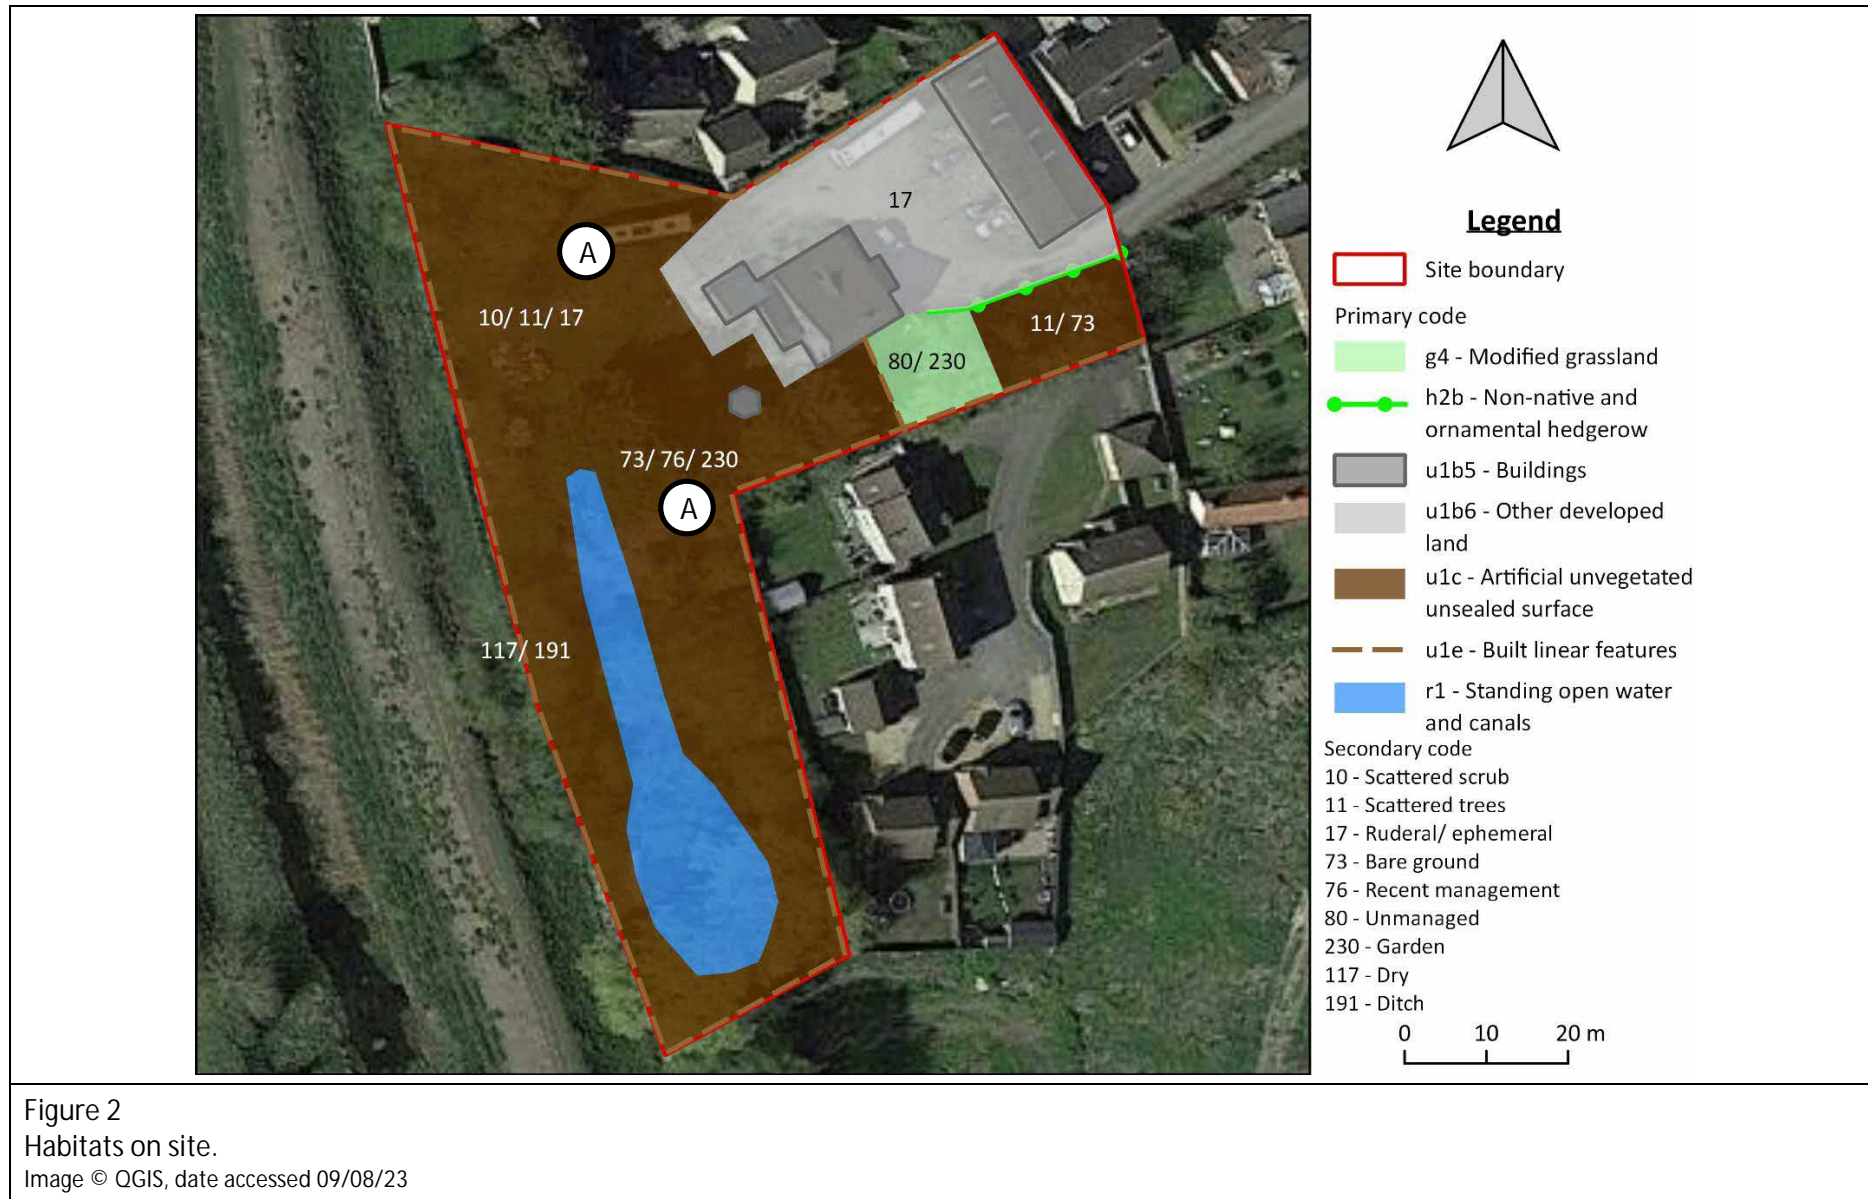 17
A
10/ 11/ 17
11/ 73
80/ 230
73/ 76/ 230
A
117/ 191
Legend
Site boundary
Primary code
g4 - Modified grassland
h2b - Non-native and
ornamental hedgerow
u1b5 - Buildings
u1b6 - Other developed
land
u1c - Artificial unvegetated
unsealed surface
u1e - Built linear features
r1 - Standing open water
and canals
Secondary code
10 - Scattered scrub
11 - Scattered trees
17 - Ruderal/ ephemeral
73 - Bare ground
76 - Recent management
80 - Unmanaged
230 - Garden
117 - Dry
191 - Ditch
0 10 20 m
Figure 2
Habitats on site.
Image © QGIS, date accessed 09/08/23